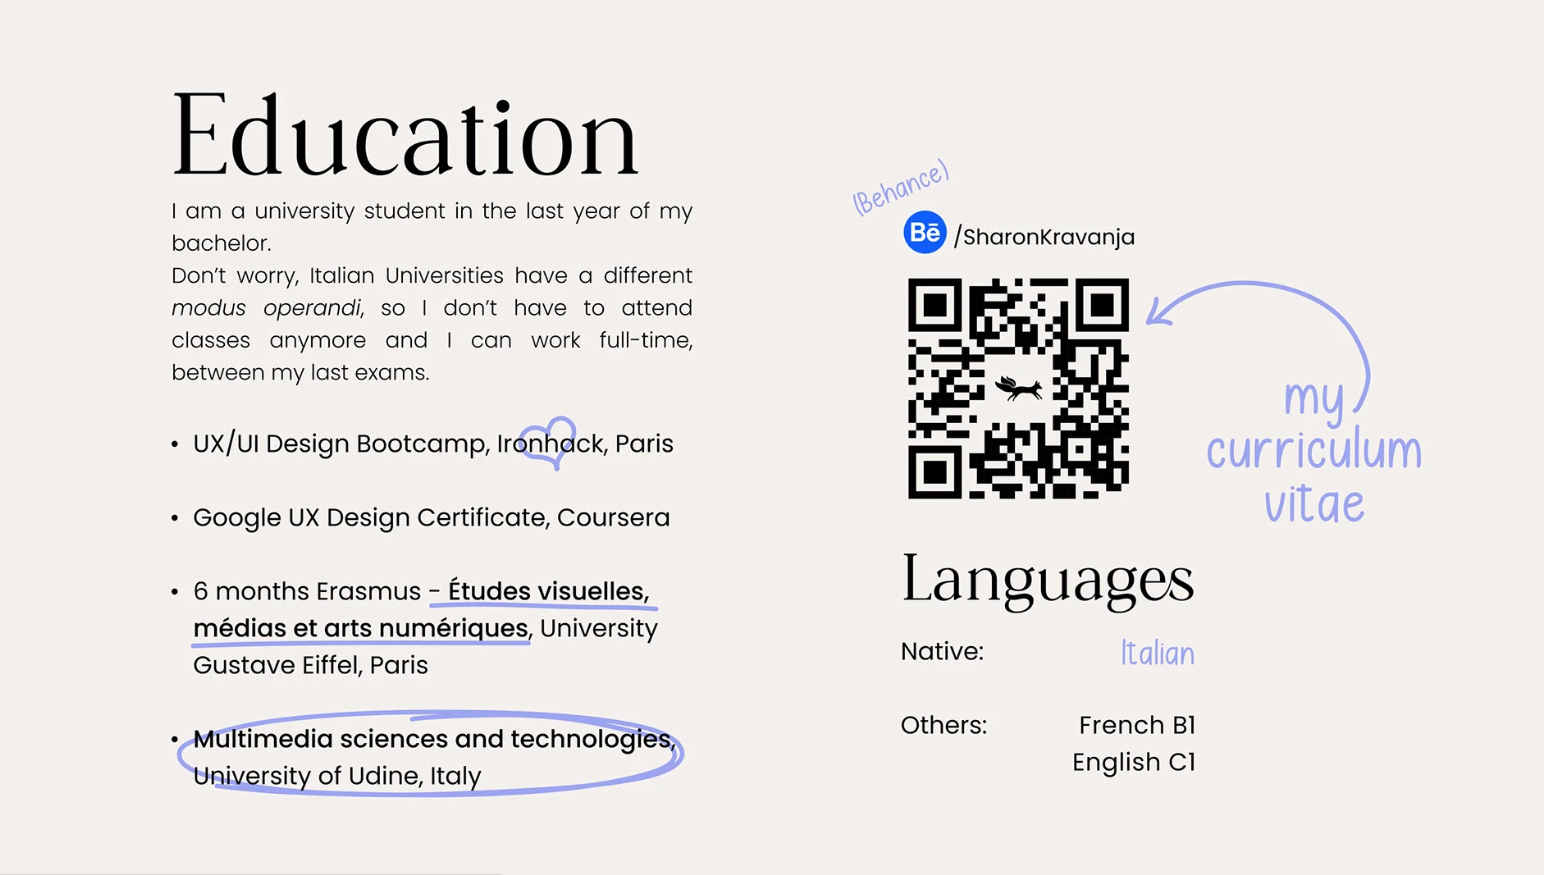 Education
I am a university student in the last year of my
bachelor.
Don't worry, Italian Universities have a different
modus operandi, so I don't have to attend
classes anymore and I can work full-time,
between my last exams.
• UX/UI Design Bootcamp, Ironhack, Paris
• Google UX Design Certificate, Coursera
• 6 months Erasmus - Études visuelles,
médias et arts numériques, University
Gustave Eiffel, Paris
• Multimedia sciences and technologies,
University of Udine, Italy
(Behance)
Bē /SharonKravanja
my
curriculum
vitae
Languages
Native: Italian
Others: French B1
English C1